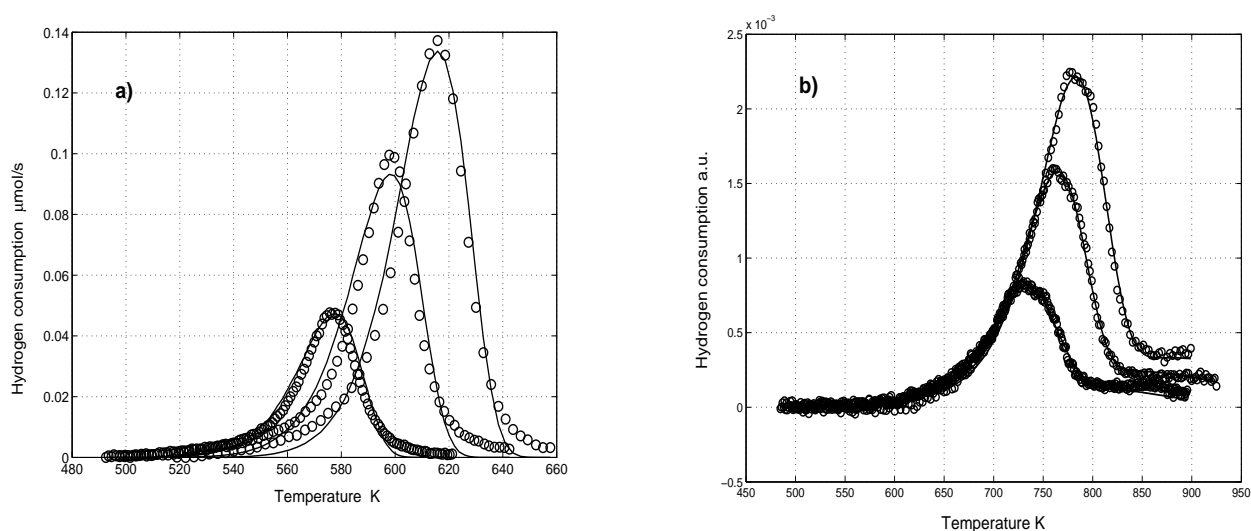 a)
Hydrogen consumption μmol/s
0.14
0.12
0.1
0.08
0.06
0.04
0.02
0
480 500 520 540 560 580 600 620 640 660
Temperature K
x 10⁻³
b)
Hydrogen consumption a.u.
2.5
2
1.5
1
0.5
0
−0.5
450 500 550 600 650 700 750 800 850 900 950
Temperature K